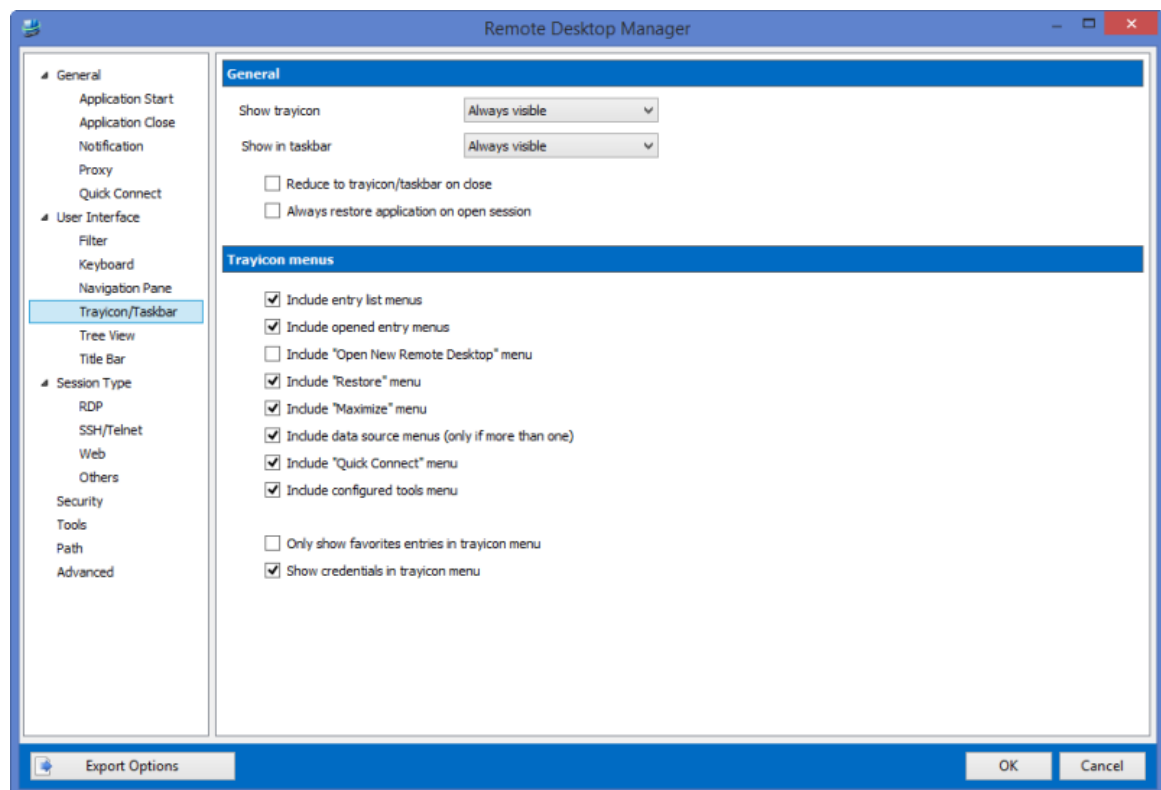 Remote Desktop Manager
General
Application Start
Application Close
Notification
Proxy
Quick Connect
User Interface
Filter
Keyboard
Navigation Pane
Trayicon/Taskbar
Tree View
Title Bar
Session Type
RDP
SSH/Telnet
Web
Others
Security
Tools
Path
Advanced
General
Show trayicon Always visible
Show in taskbar Always visible
Reduce to trayicon/taskbar on close
Always restore application on open session
Trayicon menus
Include entry list menus
Include opened entry menus
Include "Open New Remote Desktop" menu
Include "Restore" menu
Include "Maximize" menu
Include data source menus (only if more than one)
Include "Quick Connect" menu
Include configured tools menu
Only show favorites entries in trayicon menu
Show credentials in trayicon menu
Export Options OK Cancel